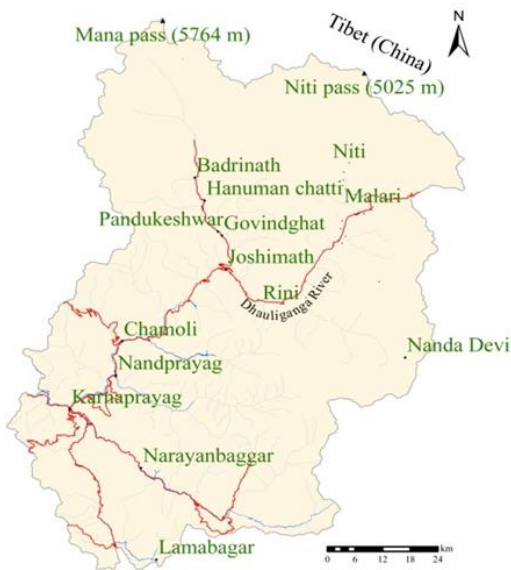 N
Mana pass (5764 m)
Tibet (China)
Niti pass (5025 m)
Niti
Badrinath
Hanuman chatti
Malari
Pandukeshwar
Govindghat
Joshimath
Rini
Dhauliganga River
Chamoli
Nanda Devi
Nandprayag
Karnaprayag
Narayanbaggar
Lamabagar
0 3 6 12 18 24
km